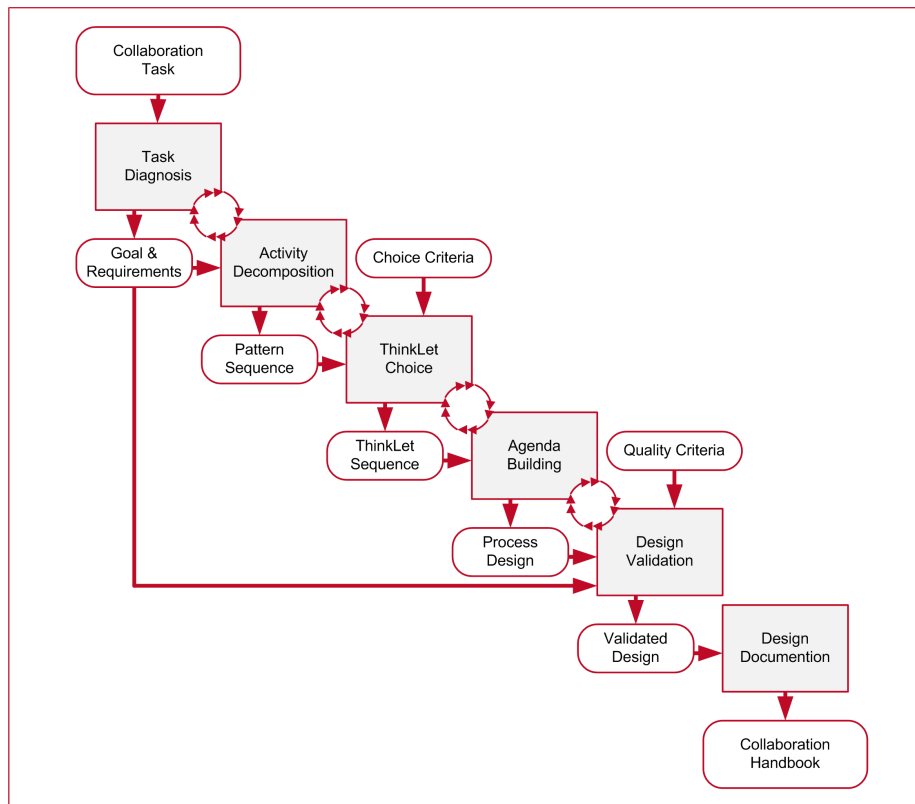 Collaboration
Task
Task
Diagnosis
Goal &
Requirements
Activity
Decomposition
Choice Criteria
Pattern
Sequence
ThinkLet
Choice
ThinkLet
Sequence
Agenda
Building
Quality Criteria
Process
Design
Design
Validation
Validated
Design
Design
Documention
Collaboration
Handbook